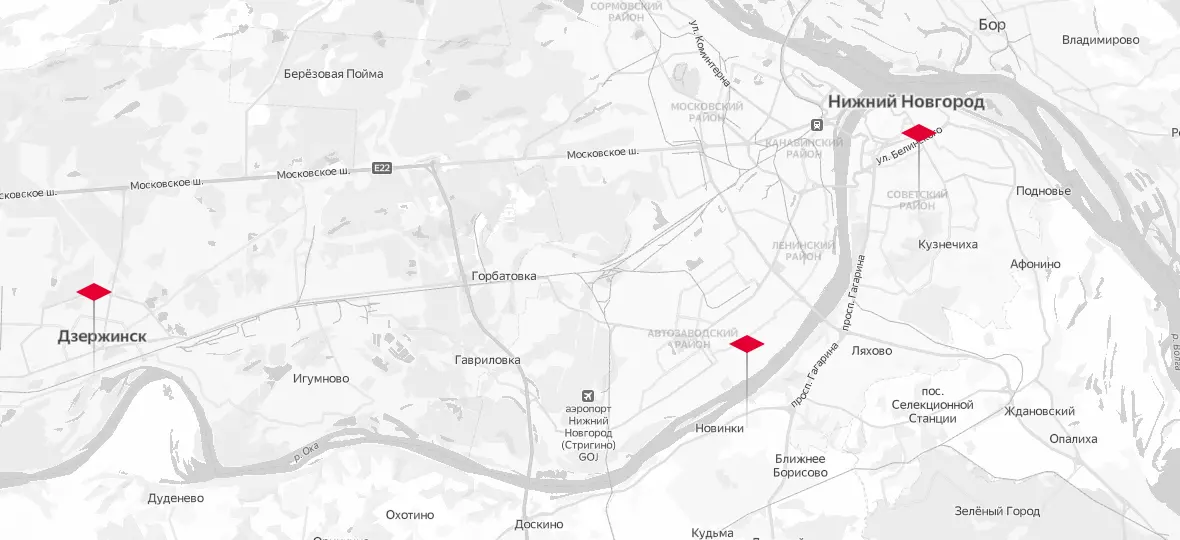 СОРМОВСКИЙ
РАЙОН
Бор
Владимирово
ул. Коминтерна
Берёзовая Пойма
Нижний Новгород
МОСКОВСКИЙ
РАЙОН
КАНАВИНСКИЙ
РАЙОН
ул. Белинского
Московское ш.
E22
Московское ш.
Московское ш.
сковское ш.
СОВЕТСКИЙ
РАЙОН
Подновье
Кузнечиха
ЛЕНИНСКИЙ
РАЙОН
Афонино
Горбатовка
просп. Гагарина
Дзержинск
АВТОЗАВОДСКИЙ
РАЙОН
Ляхово
р. Волга
Гавриловка
Игумново
просп. Гагарина
пос.
Селекционной
Станции
Ждановский
аэропорт
Нижний
Новгород
(Стригино)
GOJ
Новинки
Опалиха
р. Ока
Ближнее
Борисово
Дуденево
Охотино
Доскино
Зелёный Город
Кудьма